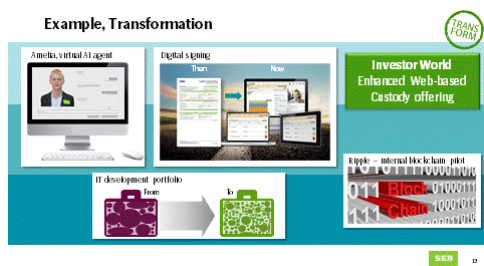 Example, Transformation
TRANS
FORM
Amelia, virtual AI agent
Digital signing
Then
Now
Investor World
Enhanced Web-based
Custody offering
IT development portfolio
From
To
Ripple – internal blockchain pilot
Block
Chain
SEB